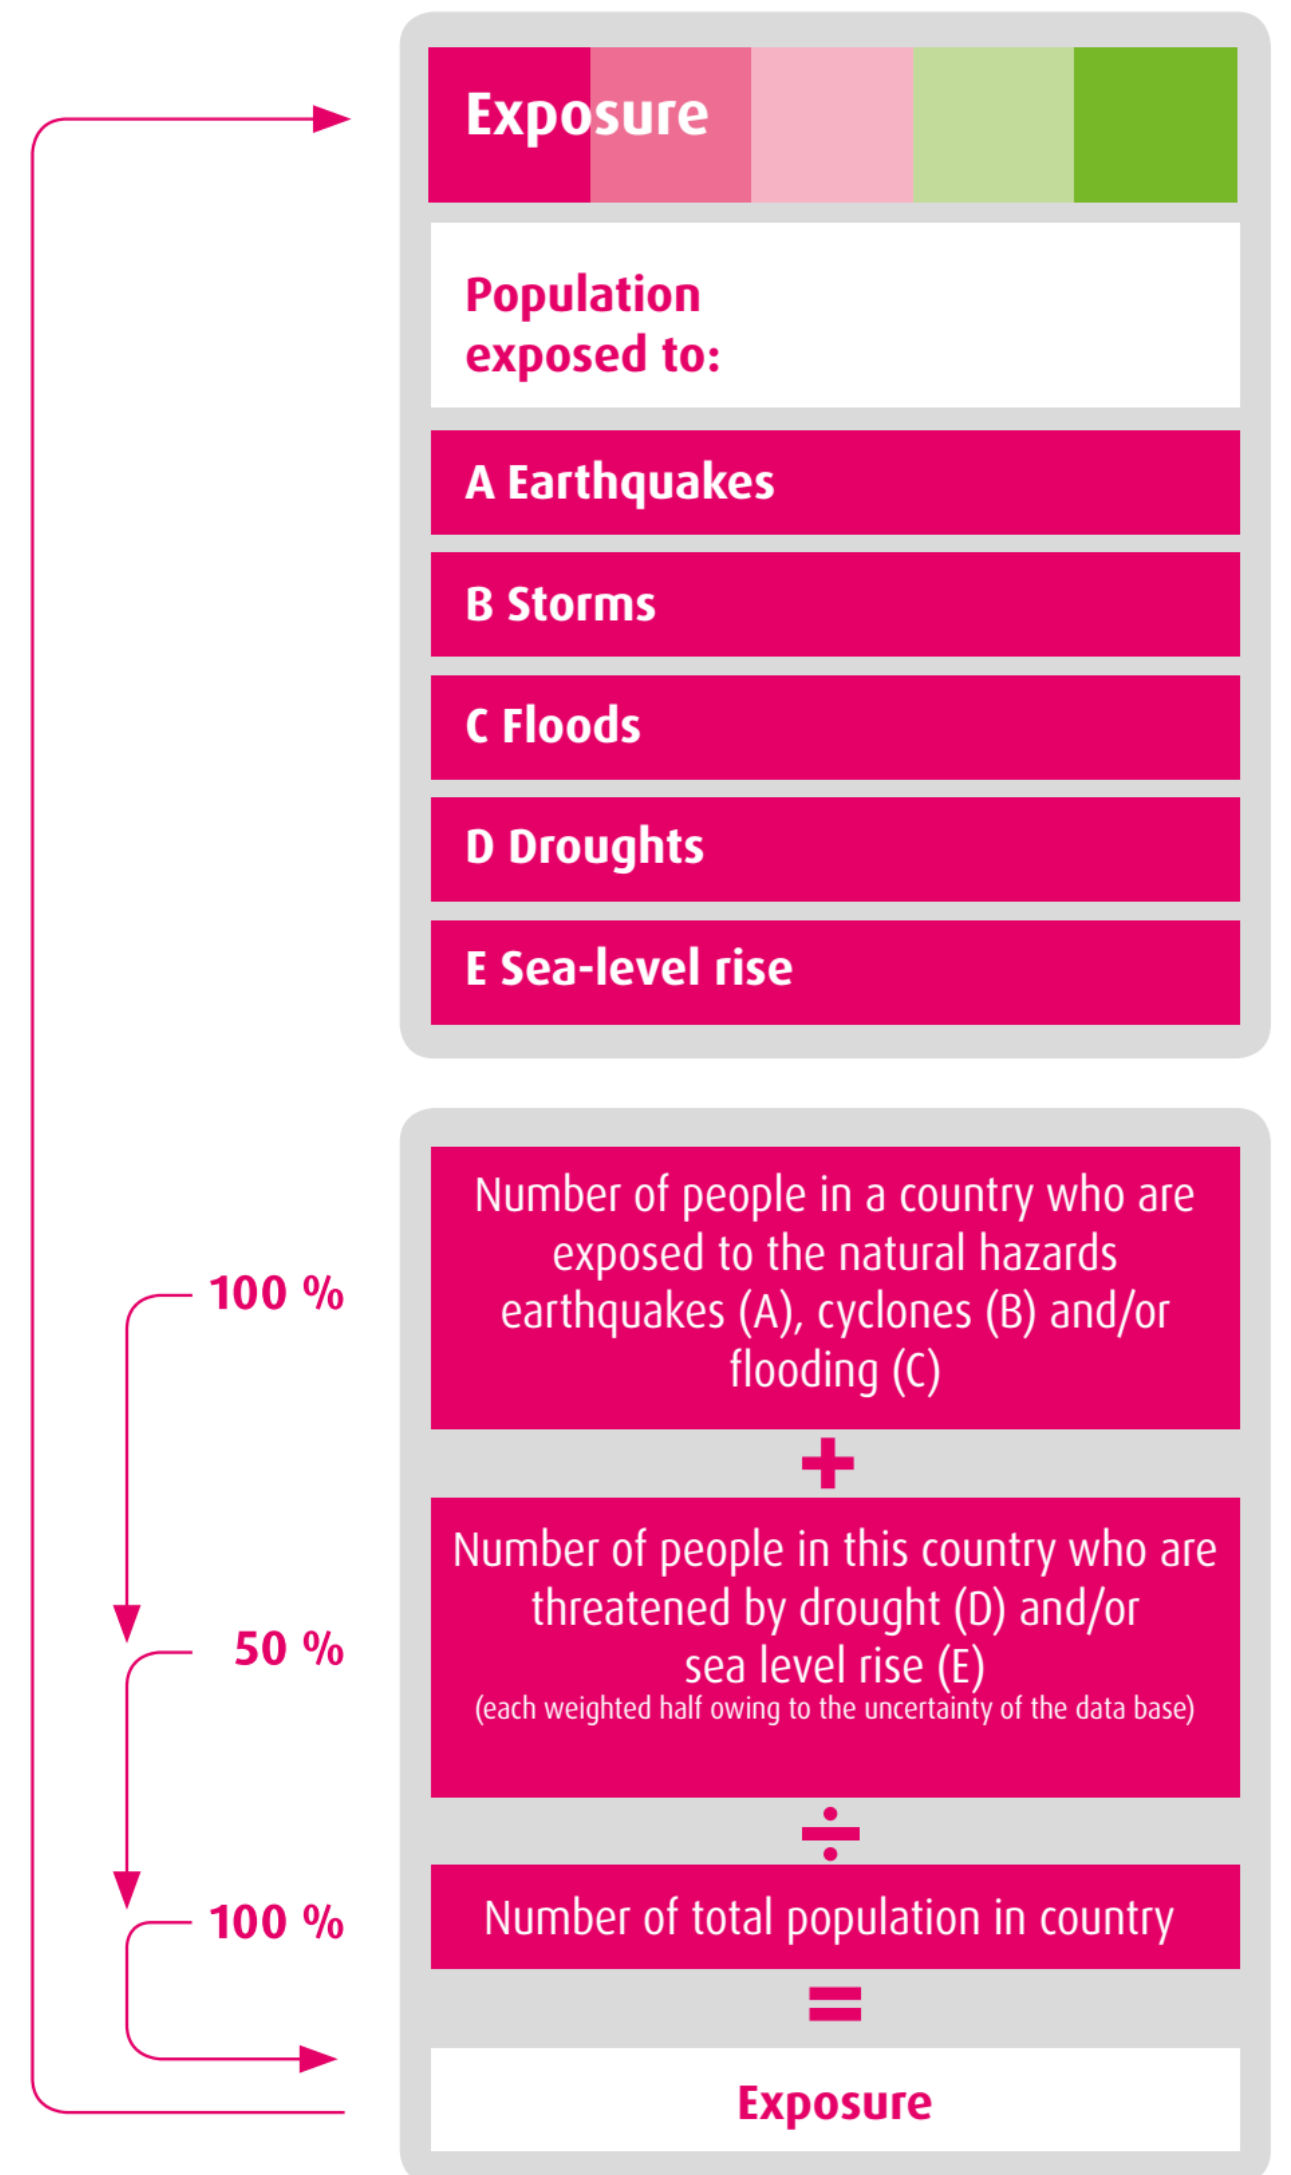 Exposure
Population
exposed to:
A Earthquakes
B Storms
C Floods
D Droughts
E Sea-level rise
100 %
Number of people in a country who are
exposed to the natural hazards
earthquakes (A), cyclones (B) and/or
flooding (C)
+
50 %
Number of people in this country who are
threatened by drought (D) and/or
sea level rise (E)
(each weighted half owing to the uncertainty of the data base)
÷
100 %
Number of total population in country
=
Exposure